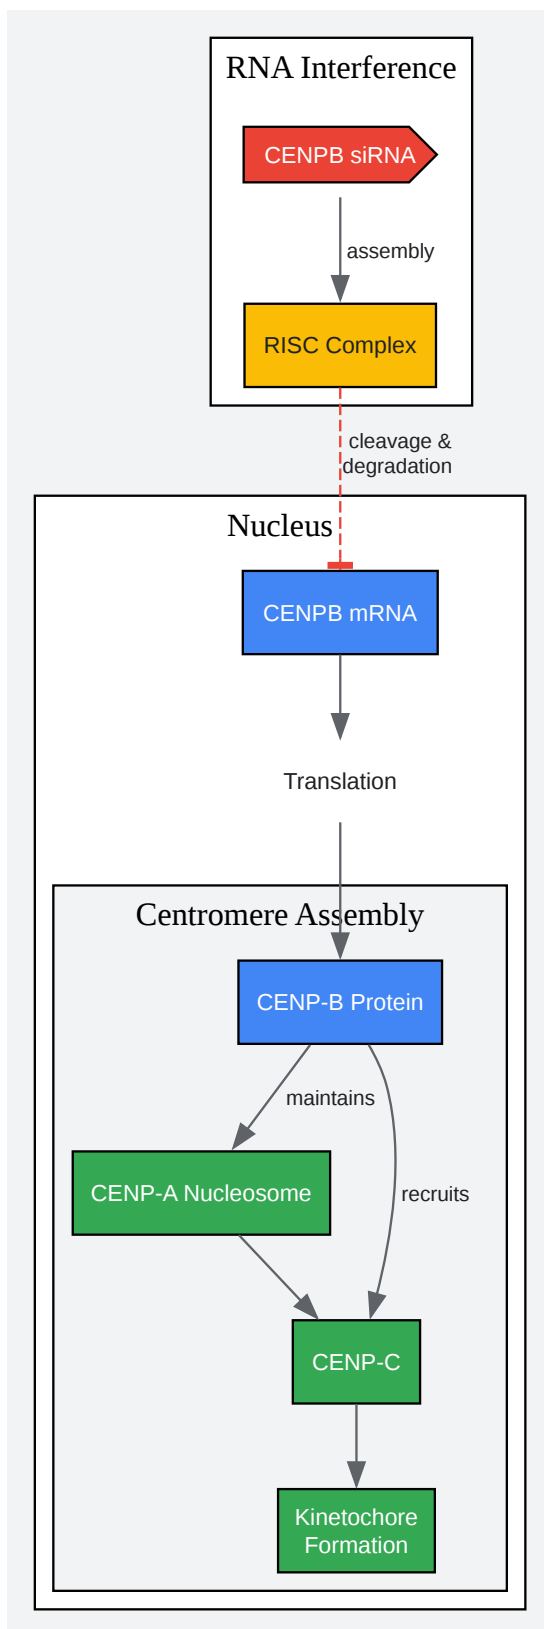 RNA Interference
CENPB siRNA
assembly
RISC Complex
cleavage &
degradation
Nucleus
CENPB mRNA
Translation
Centromere Assembly
CENP-B Protein
maintains
CENP-A Nucleosome
recruits
CENP-C
Kinetochore
Formation